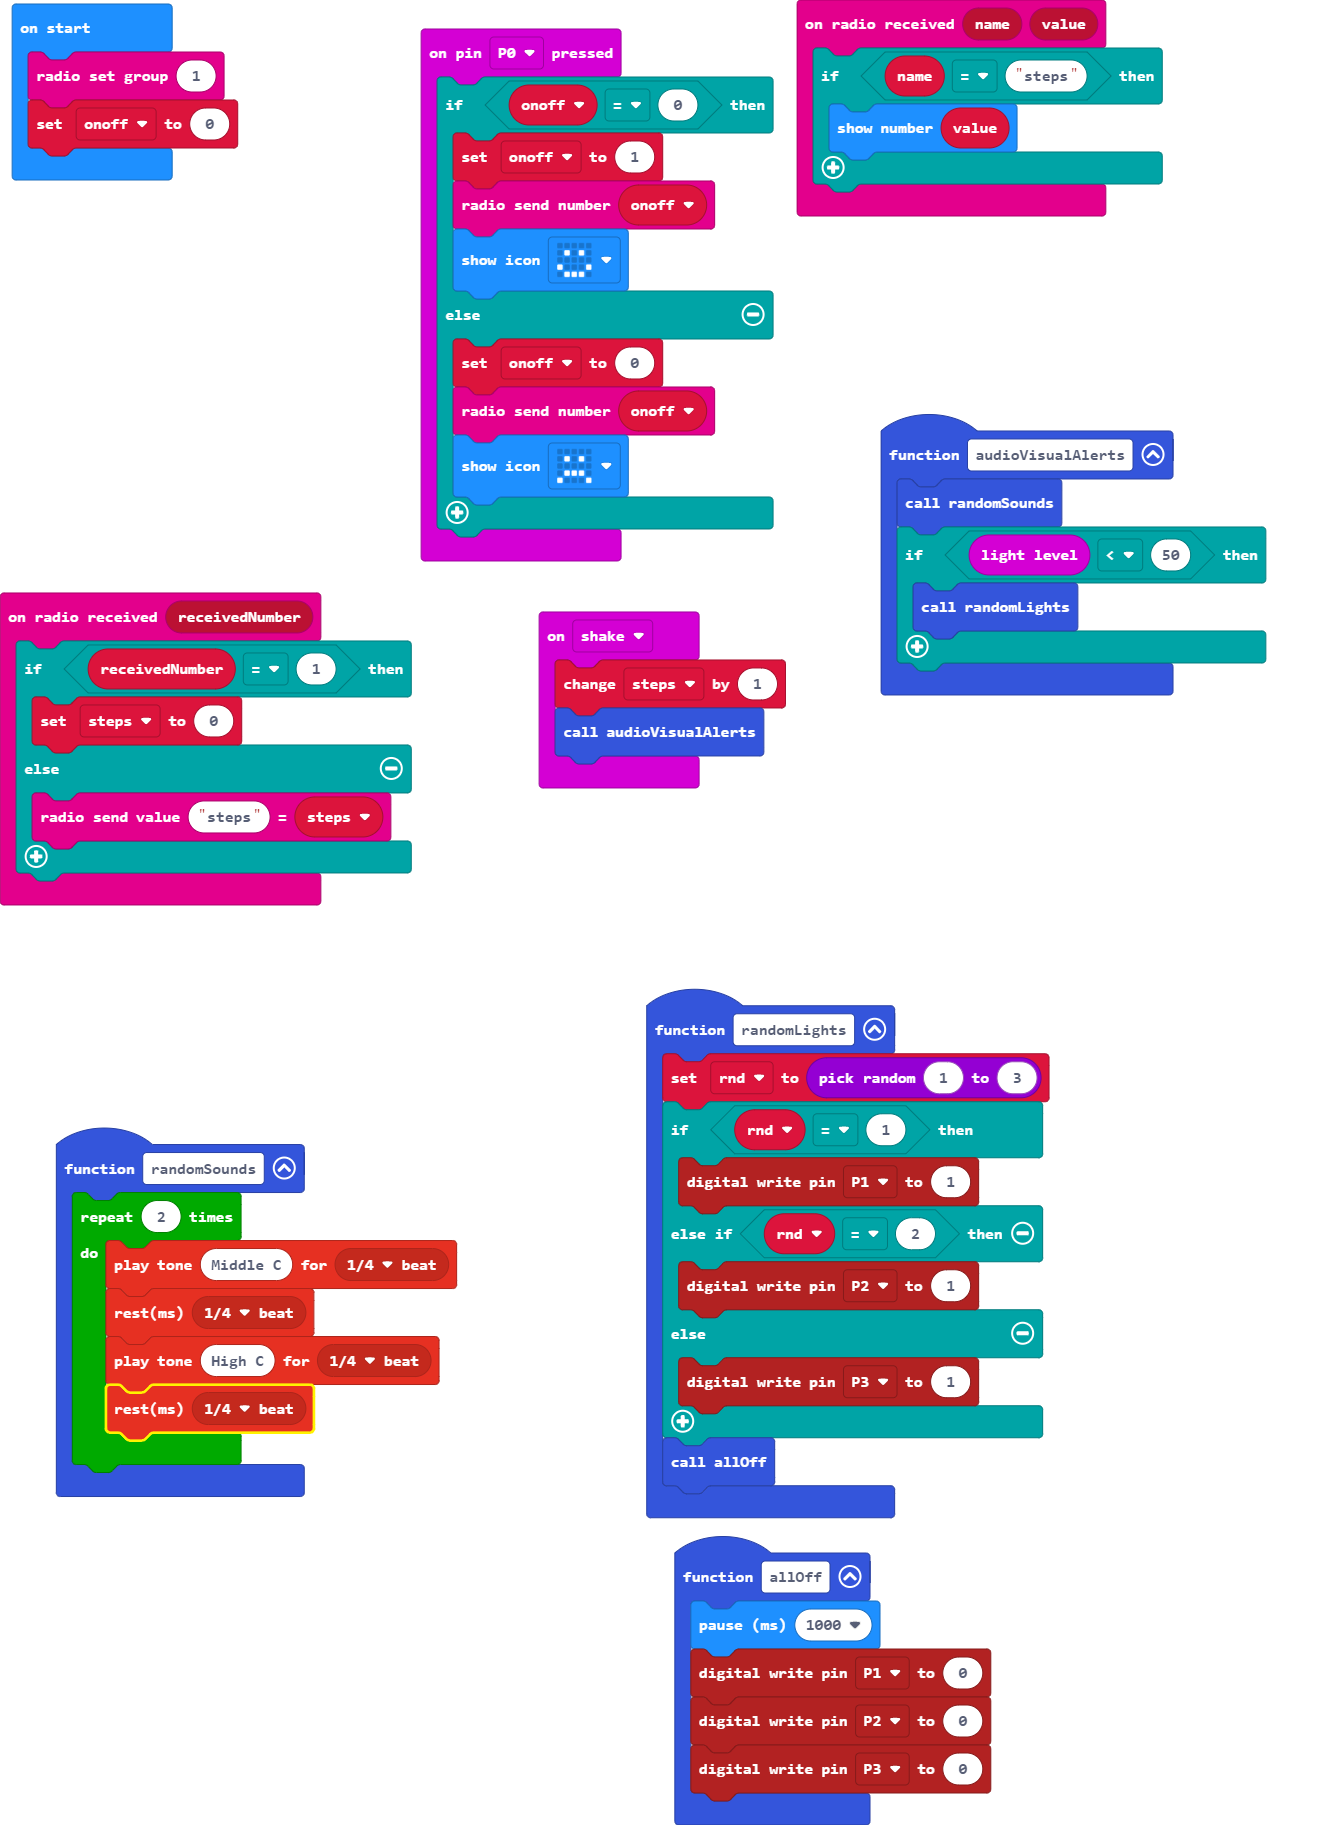 on start
radio set group 1
set onoff to 0
on pin P0 pressed
if onoff = 0 then
set onoff to 1
radio send number onoff
show icon
else
set onoff to 0
radio send number onoff
show icon
on radio received name value
if name = "steps" then
show number value
function audioVisualAlerts
call randomSounds
if light level < 50 then
call randomLights
on radio received receivedNumber
if receivedNumber = 1 then
set steps to 0
else
radio send value "steps" = steps
on shake
change steps by 1
call audioVisualAlerts
function randomSounds
repeat 2 times
do
play tone Middle C for 1/4 beat
rest(ms) 1/4 beat
play tone High C for 1/4 beat
rest(ms) 1/4 beat
function randomLights
set rnd to pick random 1 to 3
if rnd = 1 then
digital write pin P1 to 1
else if rnd = 2 then
digital write pin P2 to 1
else
digital write pin P3 to 1
call allOff
function allOff
pause (ms) 1000
digital write pin P1 to 0
digital write pin P2 to 0
digital write pin P3 to 0